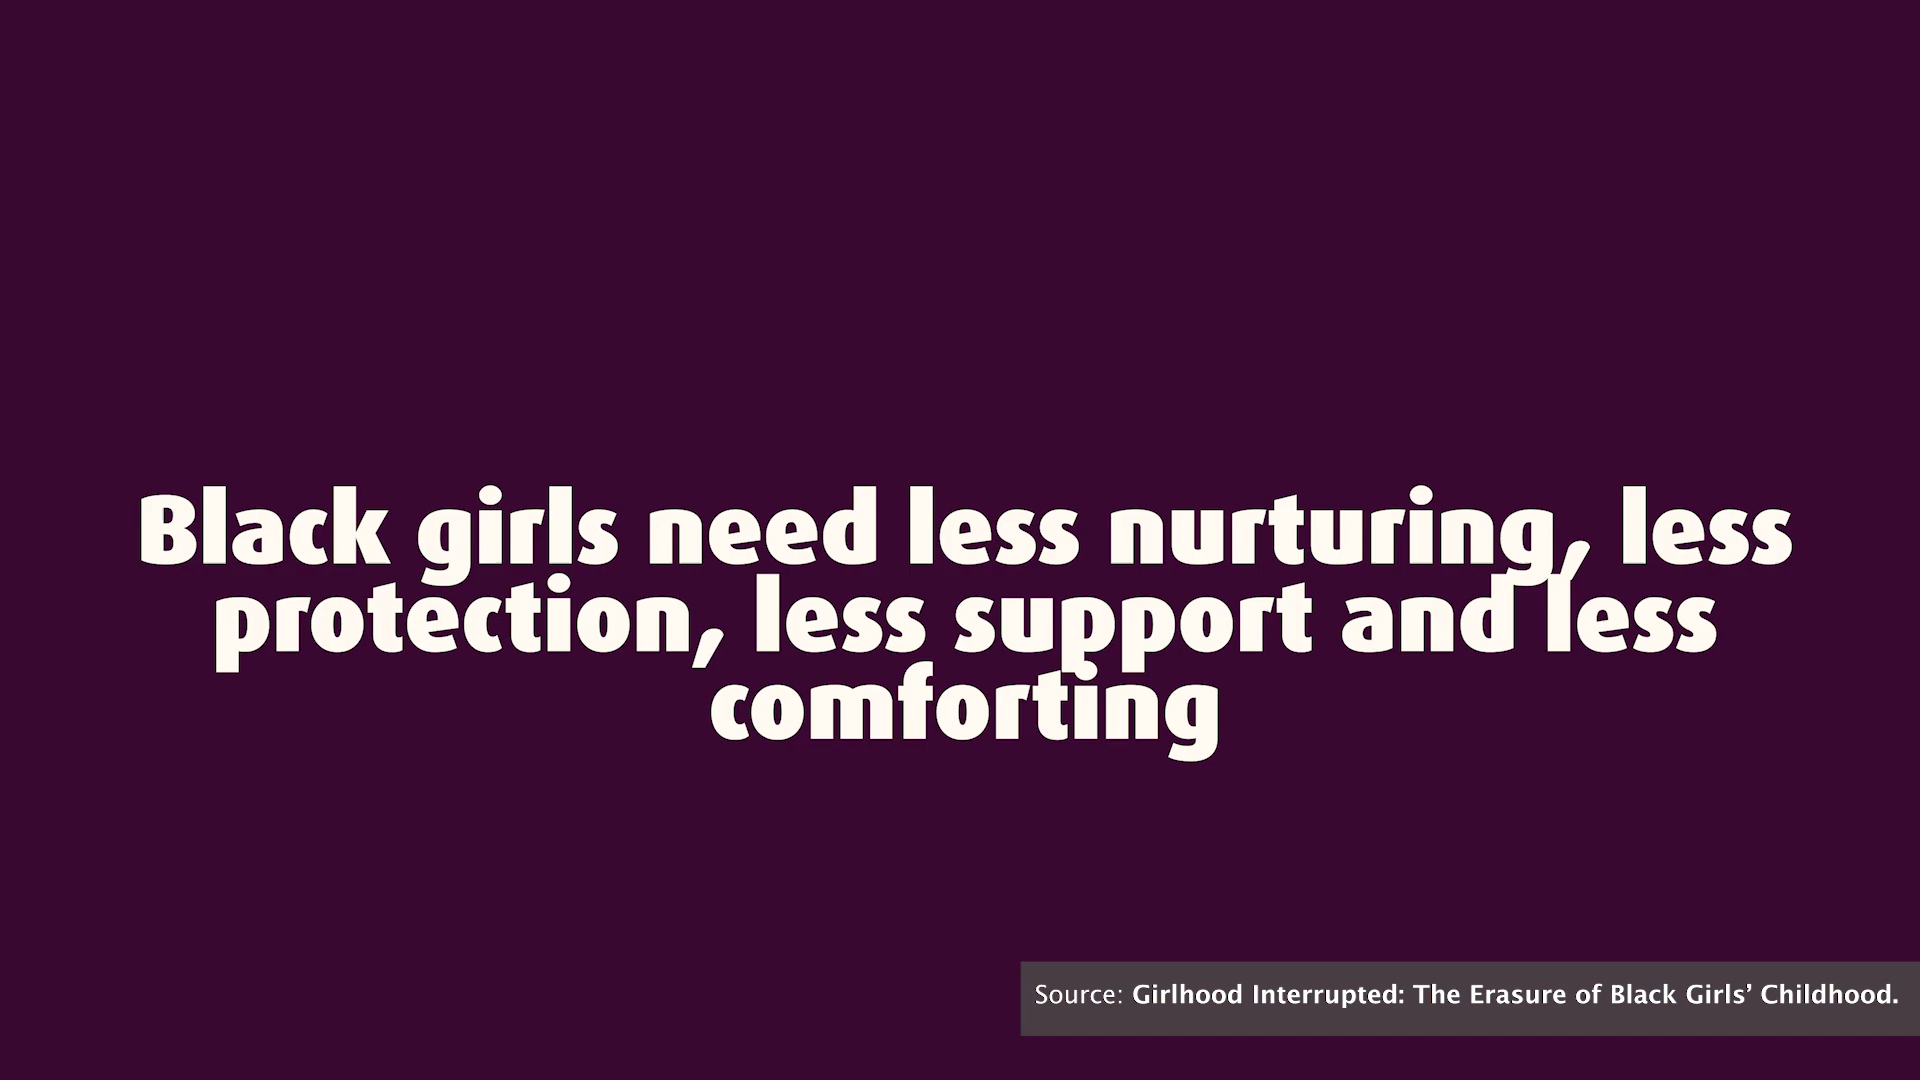 Black girls need less nurturing, less
protection, less support and less
comforting
Source: Girlhood Interrupted: The Erasure of Black Girls’ Childhood.